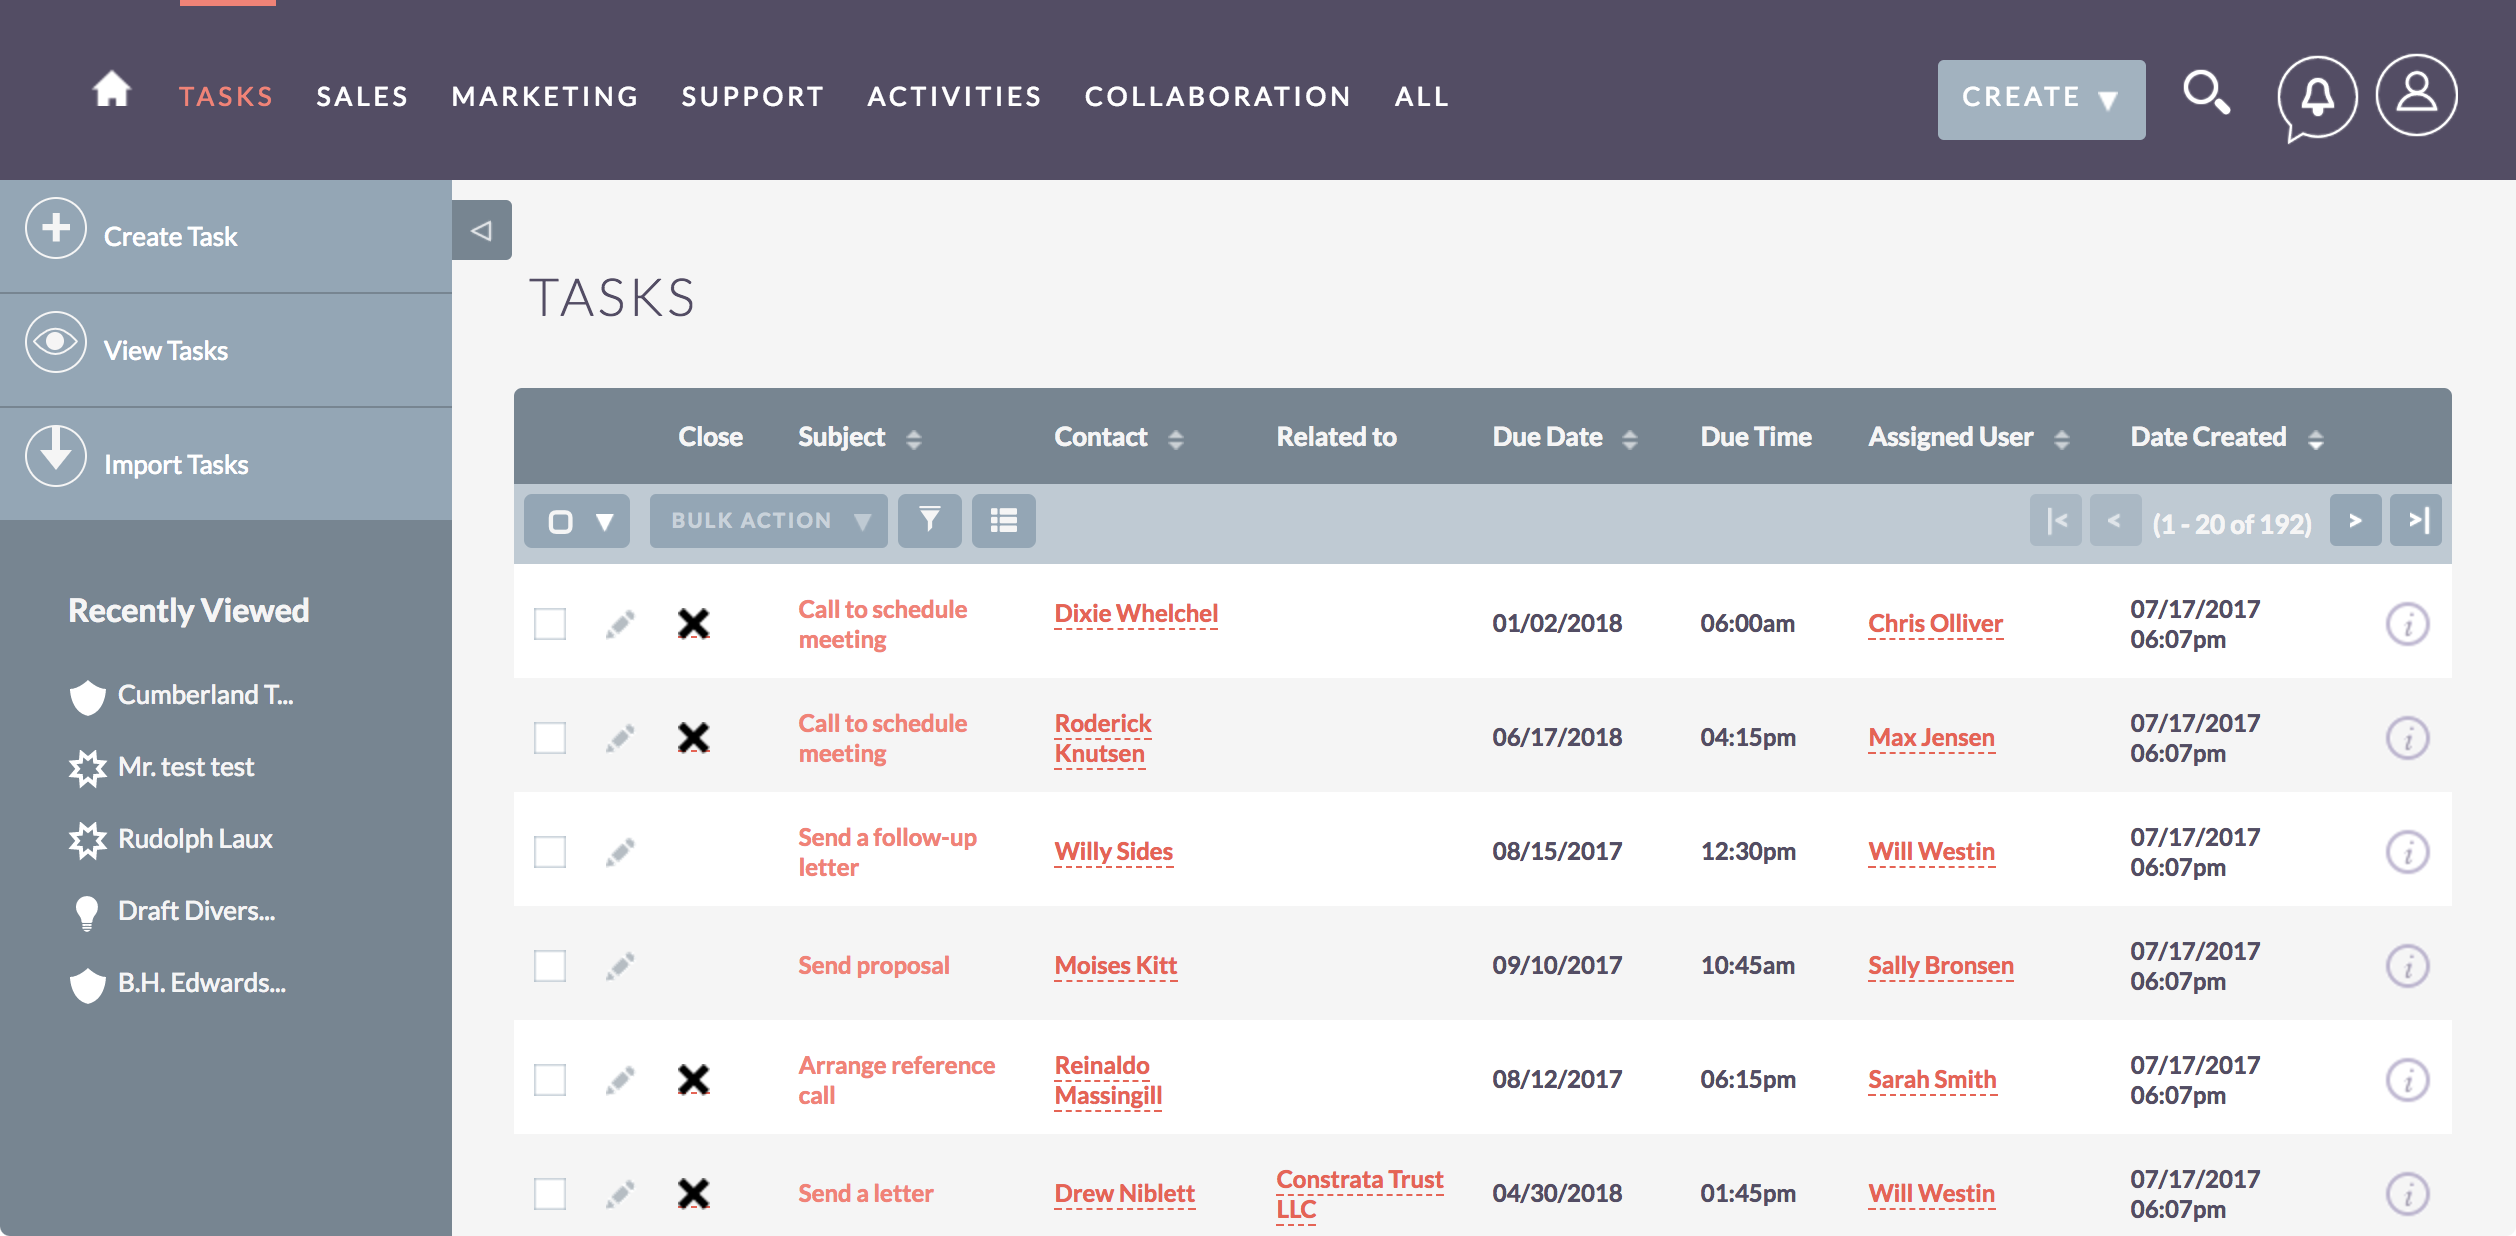 TASKS SALES MARKETING SUPPORT ACTIVITIES COLLABORATION ALL CREATE
Create Task
View Tasks
Import Tasks
Recently Viewed
Cumberland T...
Mr. test test
Rudolph Laux
Draft Divers...
B.H. Edwards...
TASKS
Close Subject Contact Related to Due Date Due Time Assigned User Date Created
BULK ACTION (1 - 20 of 192)
Call to schedule
meeting
Dixie Whelchel
01/02/2018 06:00am Chris Olliver
07/17/2017
06:07pm
Call to schedule
meeting
Roderick
Knutsen
06/17/2018 04:15pm Max Jensen
07/17/2017
06:07pm
Send a follow-up
letter
Willy Sides
08/15/2017 12:30pm Will Westin
07/17/2017
06:07pm
Send proposal
Moises Kitt
09/10/2017 10:45am Sally Bronsen
07/17/2017
06:07pm
Arrange reference
call
Reinaldo
Massingill
08/12/2017 06:15pm Sarah Smith
07/17/2017
06:07pm
Send a letter
Drew Niblett
Constrata Trust
LLC
04/30/2018 01:45pm Will Westin
07/17/2017
06:07pm